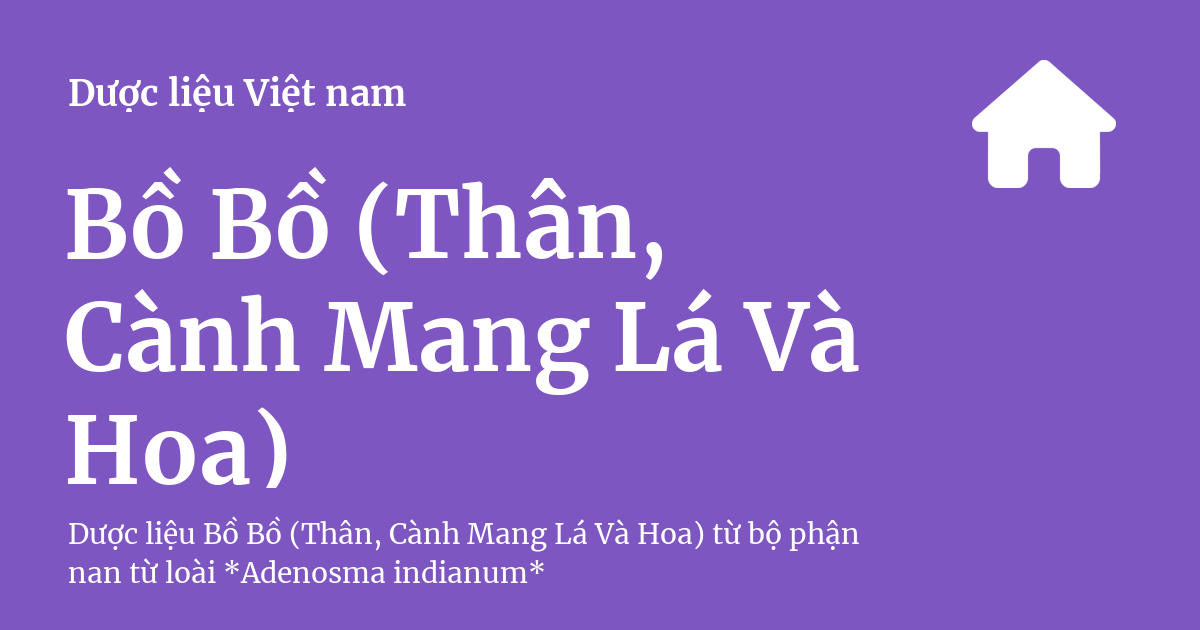 Dược liệu Việt nam
Bồ Bồ (Thân,
Cành Mang Lá Và
Hoa)
Dược liệu Bồ Bồ (Thân, Cành Mang Lá Và Hoa) từ bộ phận
nan từ loài *Adenosma indianum*